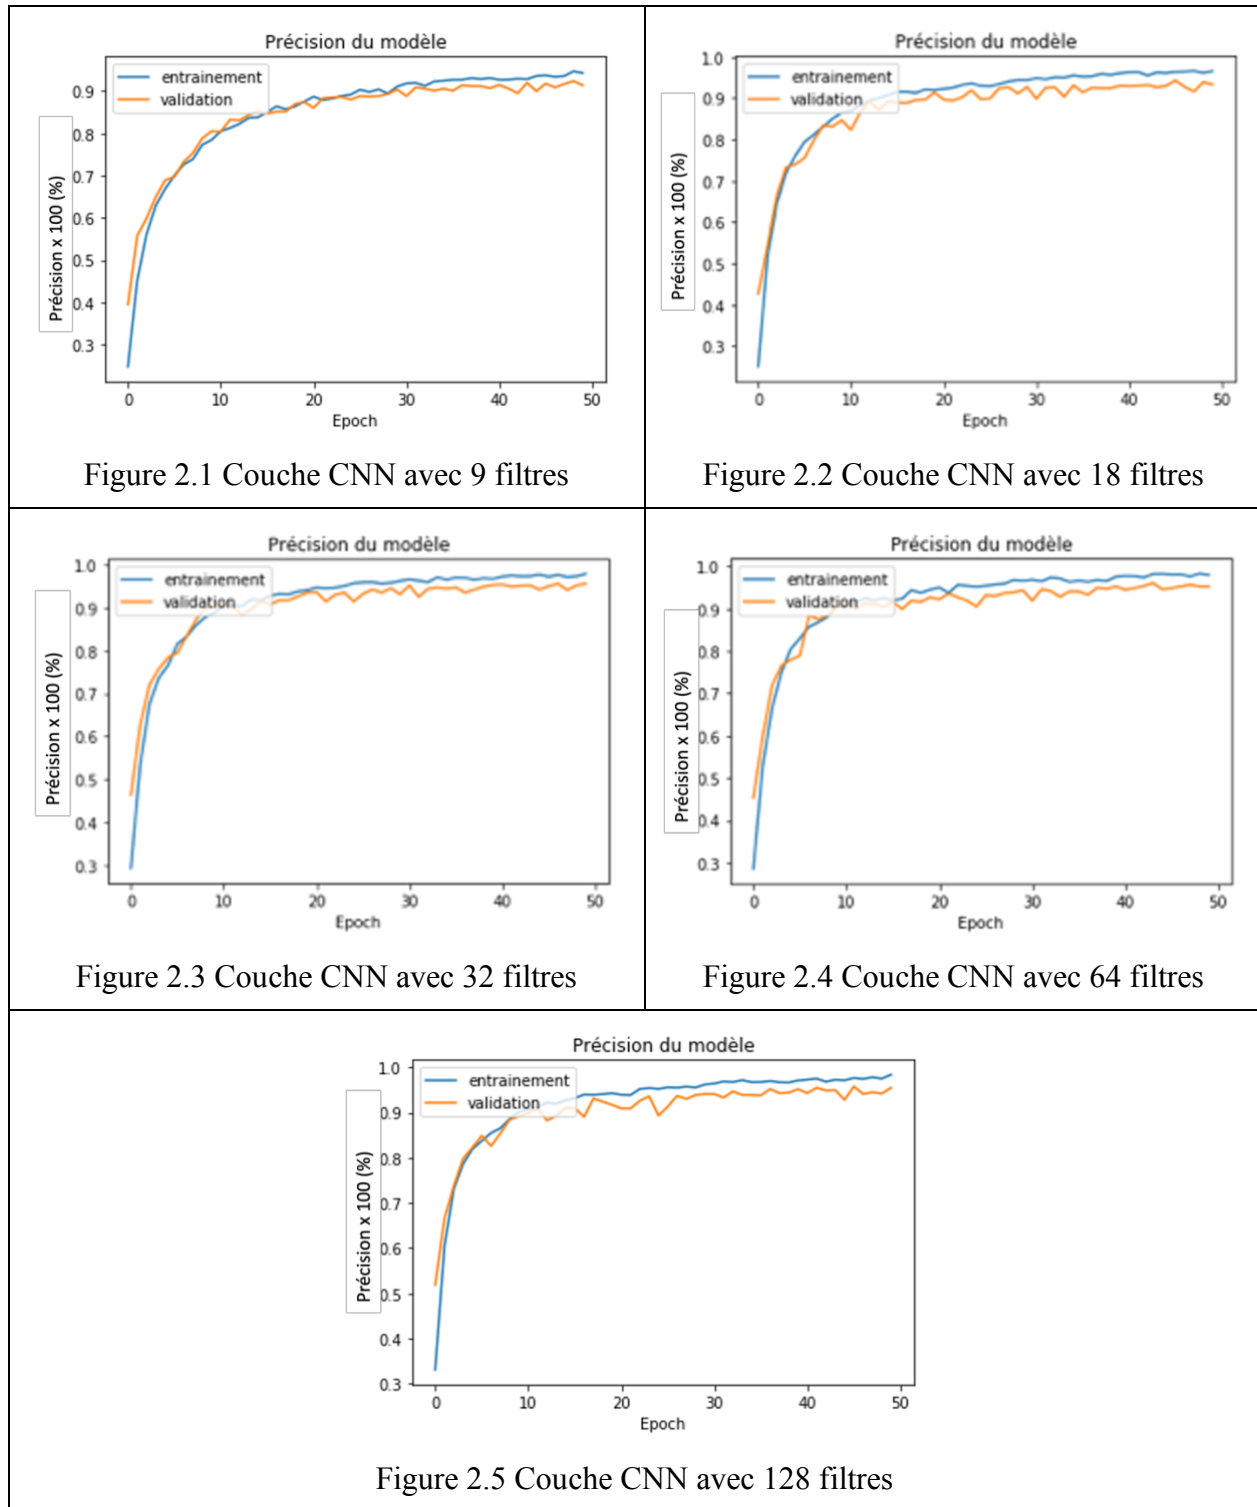 Précision du modèle
entrainement
validation
0.9
0.8
0.7
0.6
0.5
0.4
0.3
Précision x 100 (%)
0 10 20 30 40 50
Epoch
Figure 2.1 Couche CNN avec 9 filtres
Précision du modèle
1.0
entrainement
validation
0.9
0.8
0.7
0.6
0.5
0.4
0.3
Précision x 100 (%)
0 10 20 30 40 50
Epoch
Figure 2.2 Couche CNN avec 18 filtres
Précision du modèle
1.0
entrainement
validation
0.9
0.8
0.7
0.6
0.5
0.4
0.3
Précision x 100 (%)
0 10 20 30 40 50
Epoch
Figure 2.3 Couche CNN avec 32 filtres
Précision du modèle
1.0
entrainement
validation
0.9
0.8
0.7
0.6
0.5
0.4
0.3
Précision x 100 (%)
0 10 20 30 40 50
Epoch
Figure 2.4 Couche CNN avec 64 filtres
Précision du modèle
1.0
entrainement
validation
0.9
0.8
0.7
0.6
0.5
0.4
0.3
Précision x 100 (%)
0 10 20 30 40 50
Epoch
Figure 2.5 Couche CNN avec 128 filtres